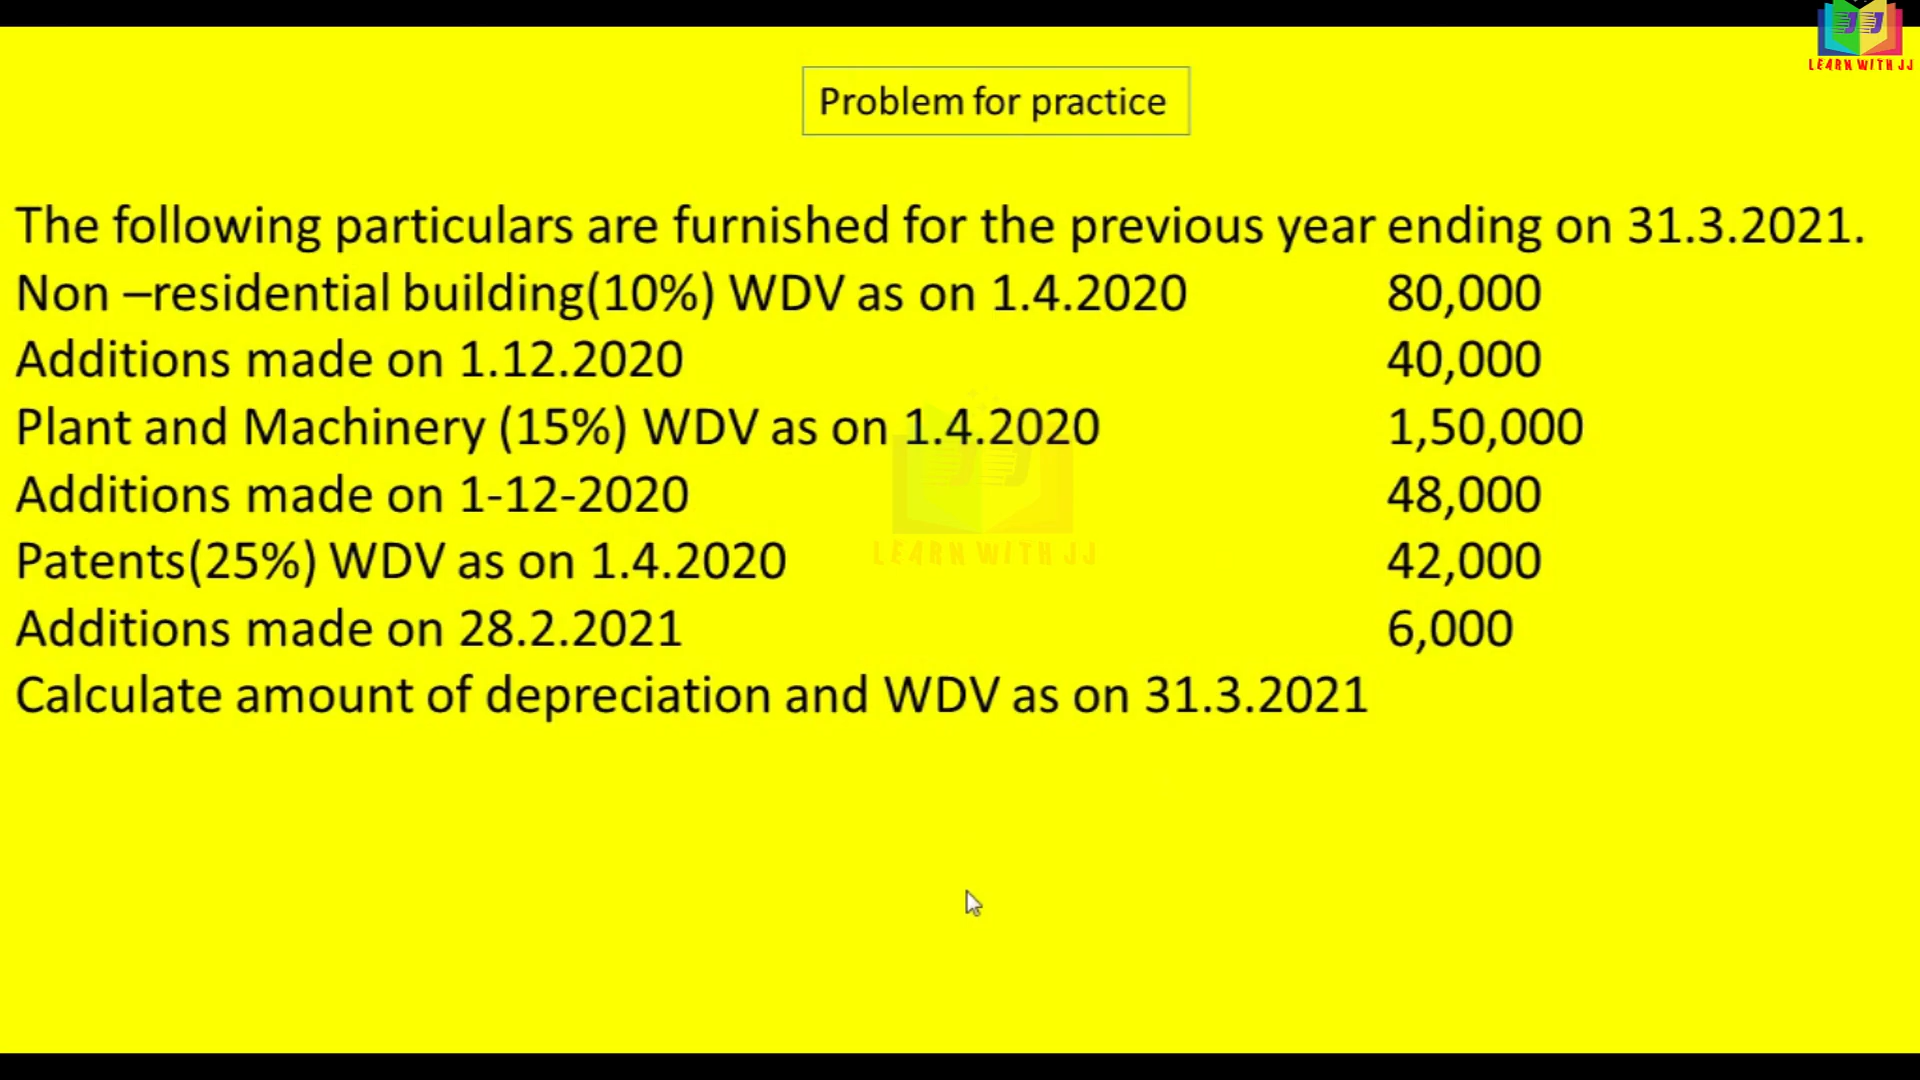 LEARN WITH JJ
Problem for practice
The following particulars are furnished for the previous year ending on 31.3.2021.
Non –residential building(10%) WDV as on 1.4.2020 80,000
Additions made on 1.12.2020 40,000
Plant and Machinery (15%) WDV as on 1.4.2020 1,50,000
Additions made on 1-12-2020 48,000
Patents(25%) WDV as on 1.4.2020 42,000
LEARN WITH JJ
Additions made on 28.2.2021 6,000
Calculate amount of depreciation and WDV as on 31.3.2021